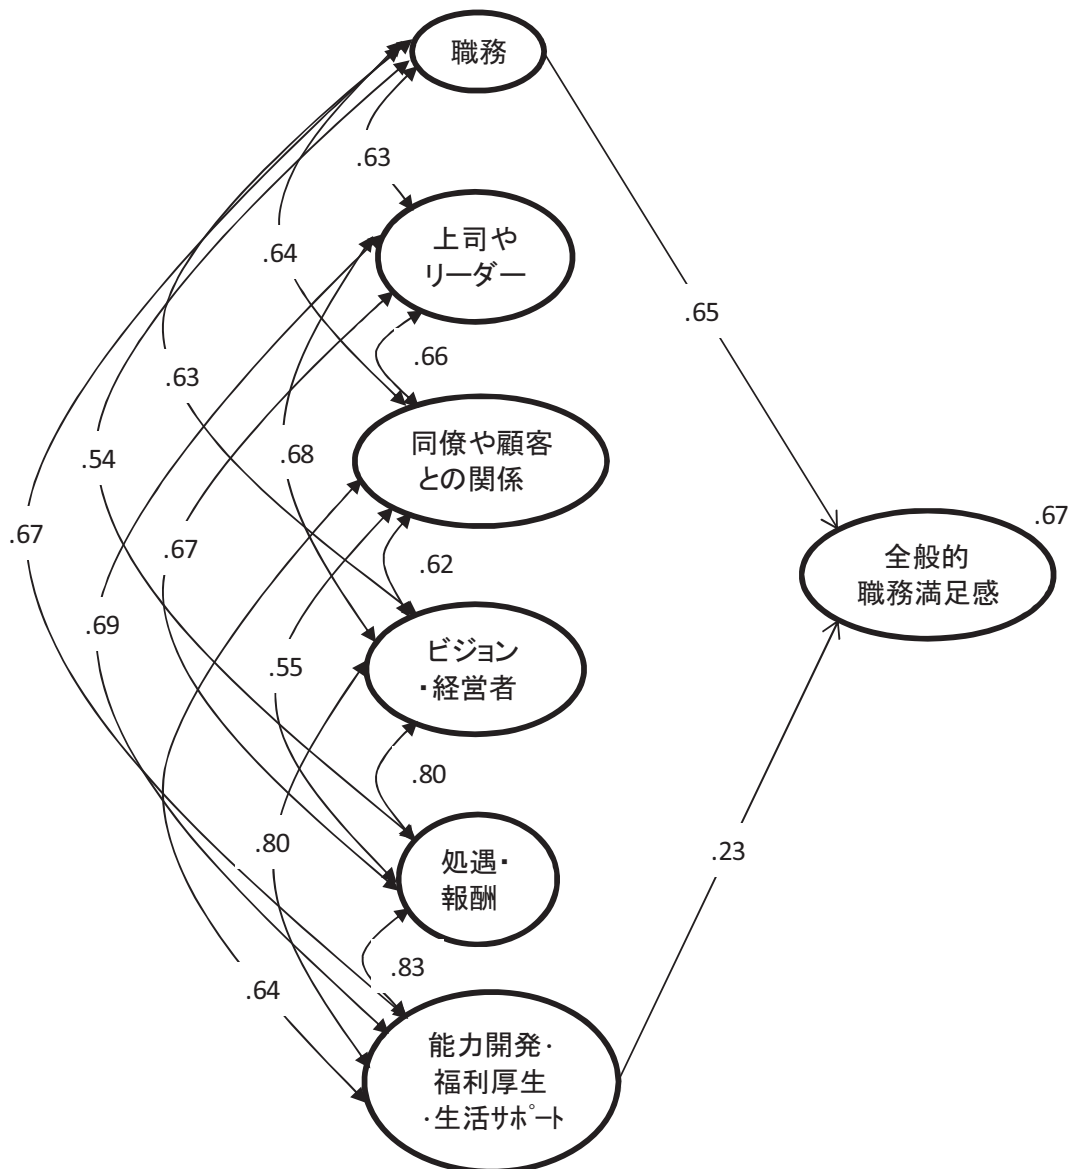 職務
.63
上司や
リーダー
.64
.65
.66
.63
同僚や顧客
との関係
.54
.68
.67
.67
.67
全般的
職務満足感
.62
.69
ビジョン
・経営者
.55
.80
.80
処遇・
報酬
.23
.83
.64
能力開発・
福利厚生
・生活サポート